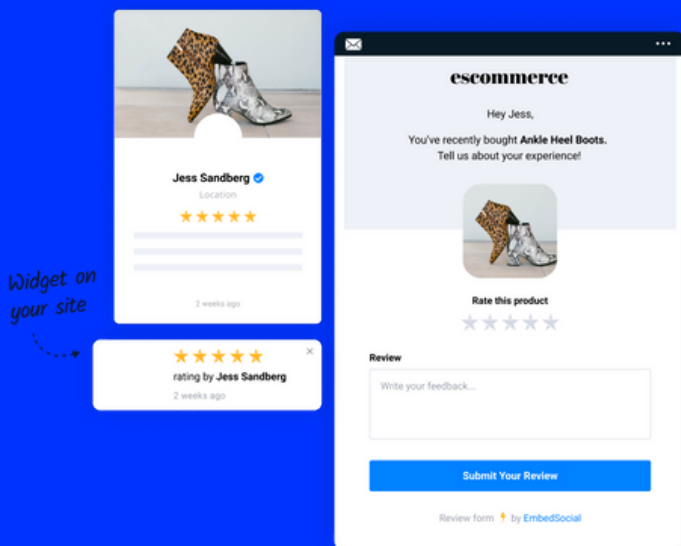 Jess Sandberg
Location
2 weeks ago
Widget on
your site
rating by Jess Sandberg
2 weeks ago
escommerce
Hey Jess,
You've recently bought Ankle Heel Boots.
Tell us about your experience!
Rate this product
Review
Write your feedback...
Submit Your Review
Review form by EmbedSocial